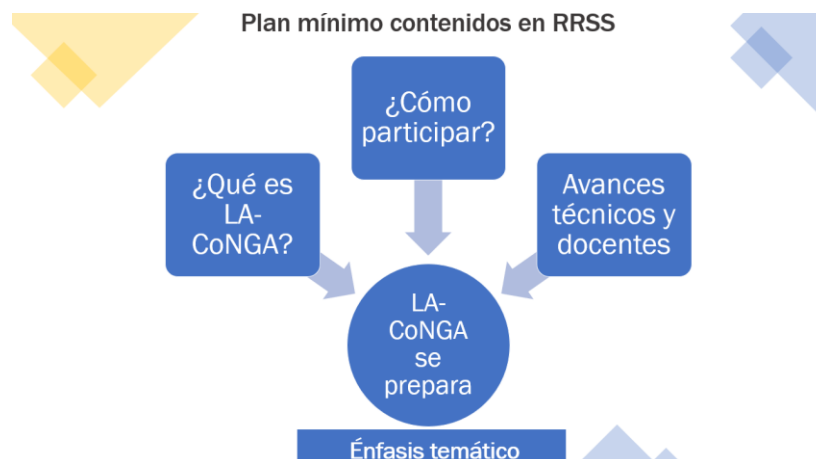 Plan mínimo contenidos en RRSS
¿Cómo
participar?
¿Qué es
LA-
CoNGA?
Avances
técnicos y
docentes
LA-
CoNGA
se
prepara
Énfasis temático